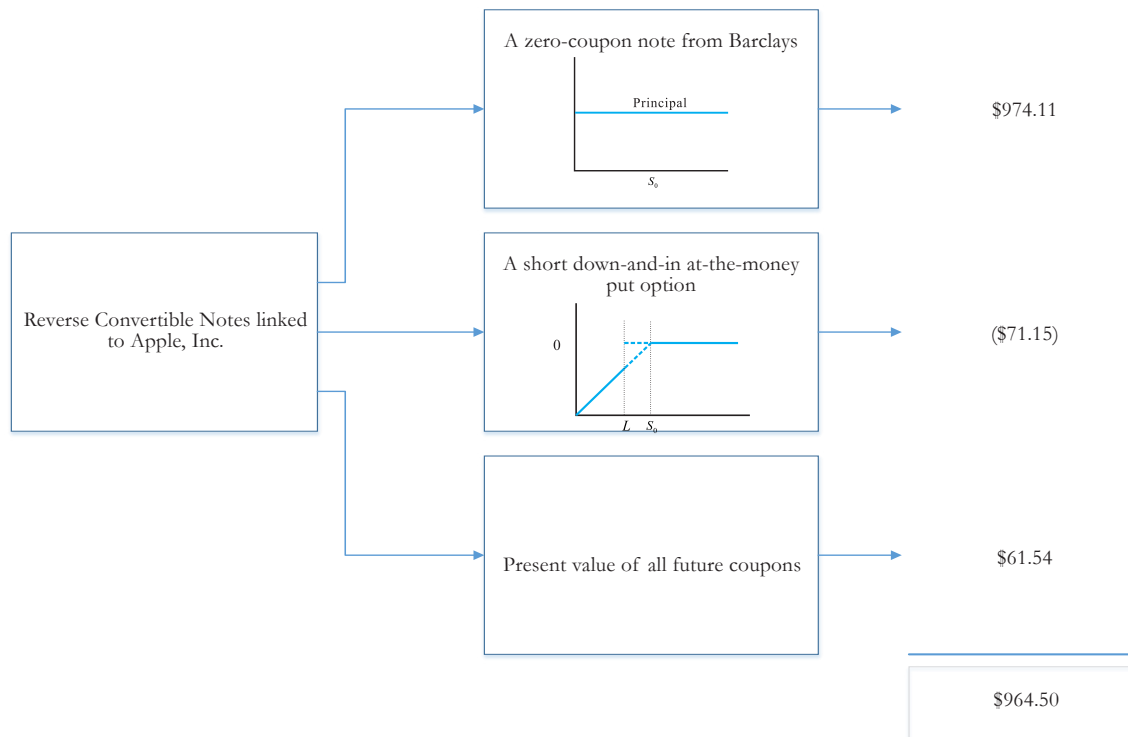 A zero-coupon note from Barclays
Principal
S₀
$974.11
Reverse Convertible Notes linked
to Apple, Inc.
A short down-and-in at-the-money
put option
0
L S₀
($71.15)
Present value of all future coupons
$61.54
$964.50